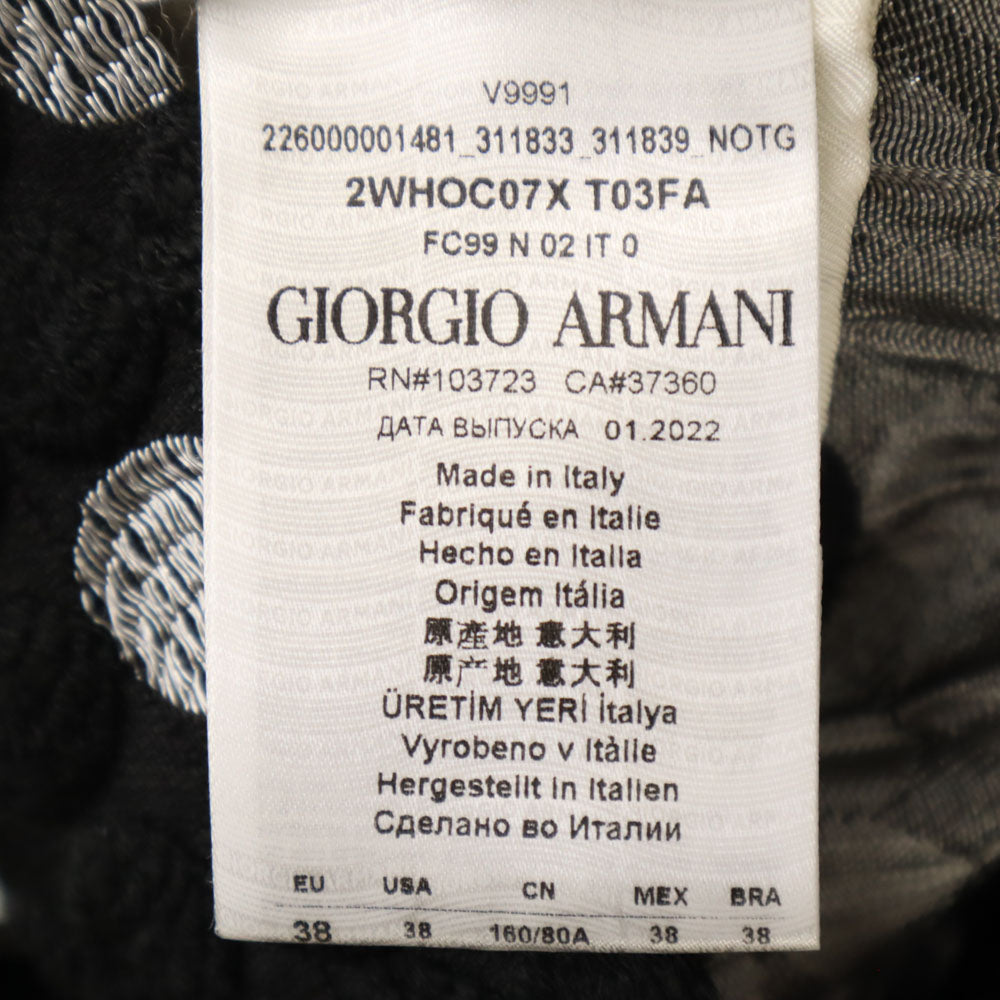 V9991
226000001481_311833_311839_NOTG
2WHOC07X T03FA
FC99 N 02 IT 0
GIORGIO ARMANI
RN#103723 CA#37360
ДАТА ВЫПУСКА 01.2022
Made in Italy
Fabriqué en Italie
Hecho en Italia
Origem Itália
原產地 意大利
原产地 意大利
ÜRETİM YERİ İtalya
Vyrobeno v Itàlie
Hergestellt in Italien
Сделано во Италии
EU USA CN MEX BRA
38 38 160/80A 38 38